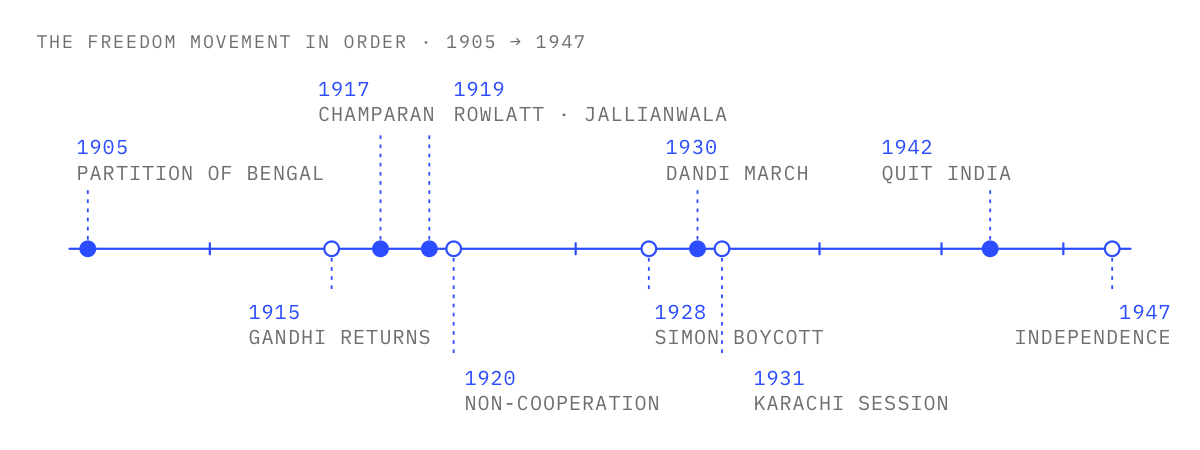 THE FREEDOM MOVEMENT IN ORDER · 1905 → 1947
1917
CHAMPARAN
1919
ROWLATT · JALLIANWALA
1905
PARTITION OF BENGAL
1930
DANDI MARCH
1942
QUIT INDIA
1915
GANDHI RETURNS
1928
SIMON BOYCOTT
1947
INDEPENDENCE
1920
NON-COOPERATION
1931
KARACHI SESSION